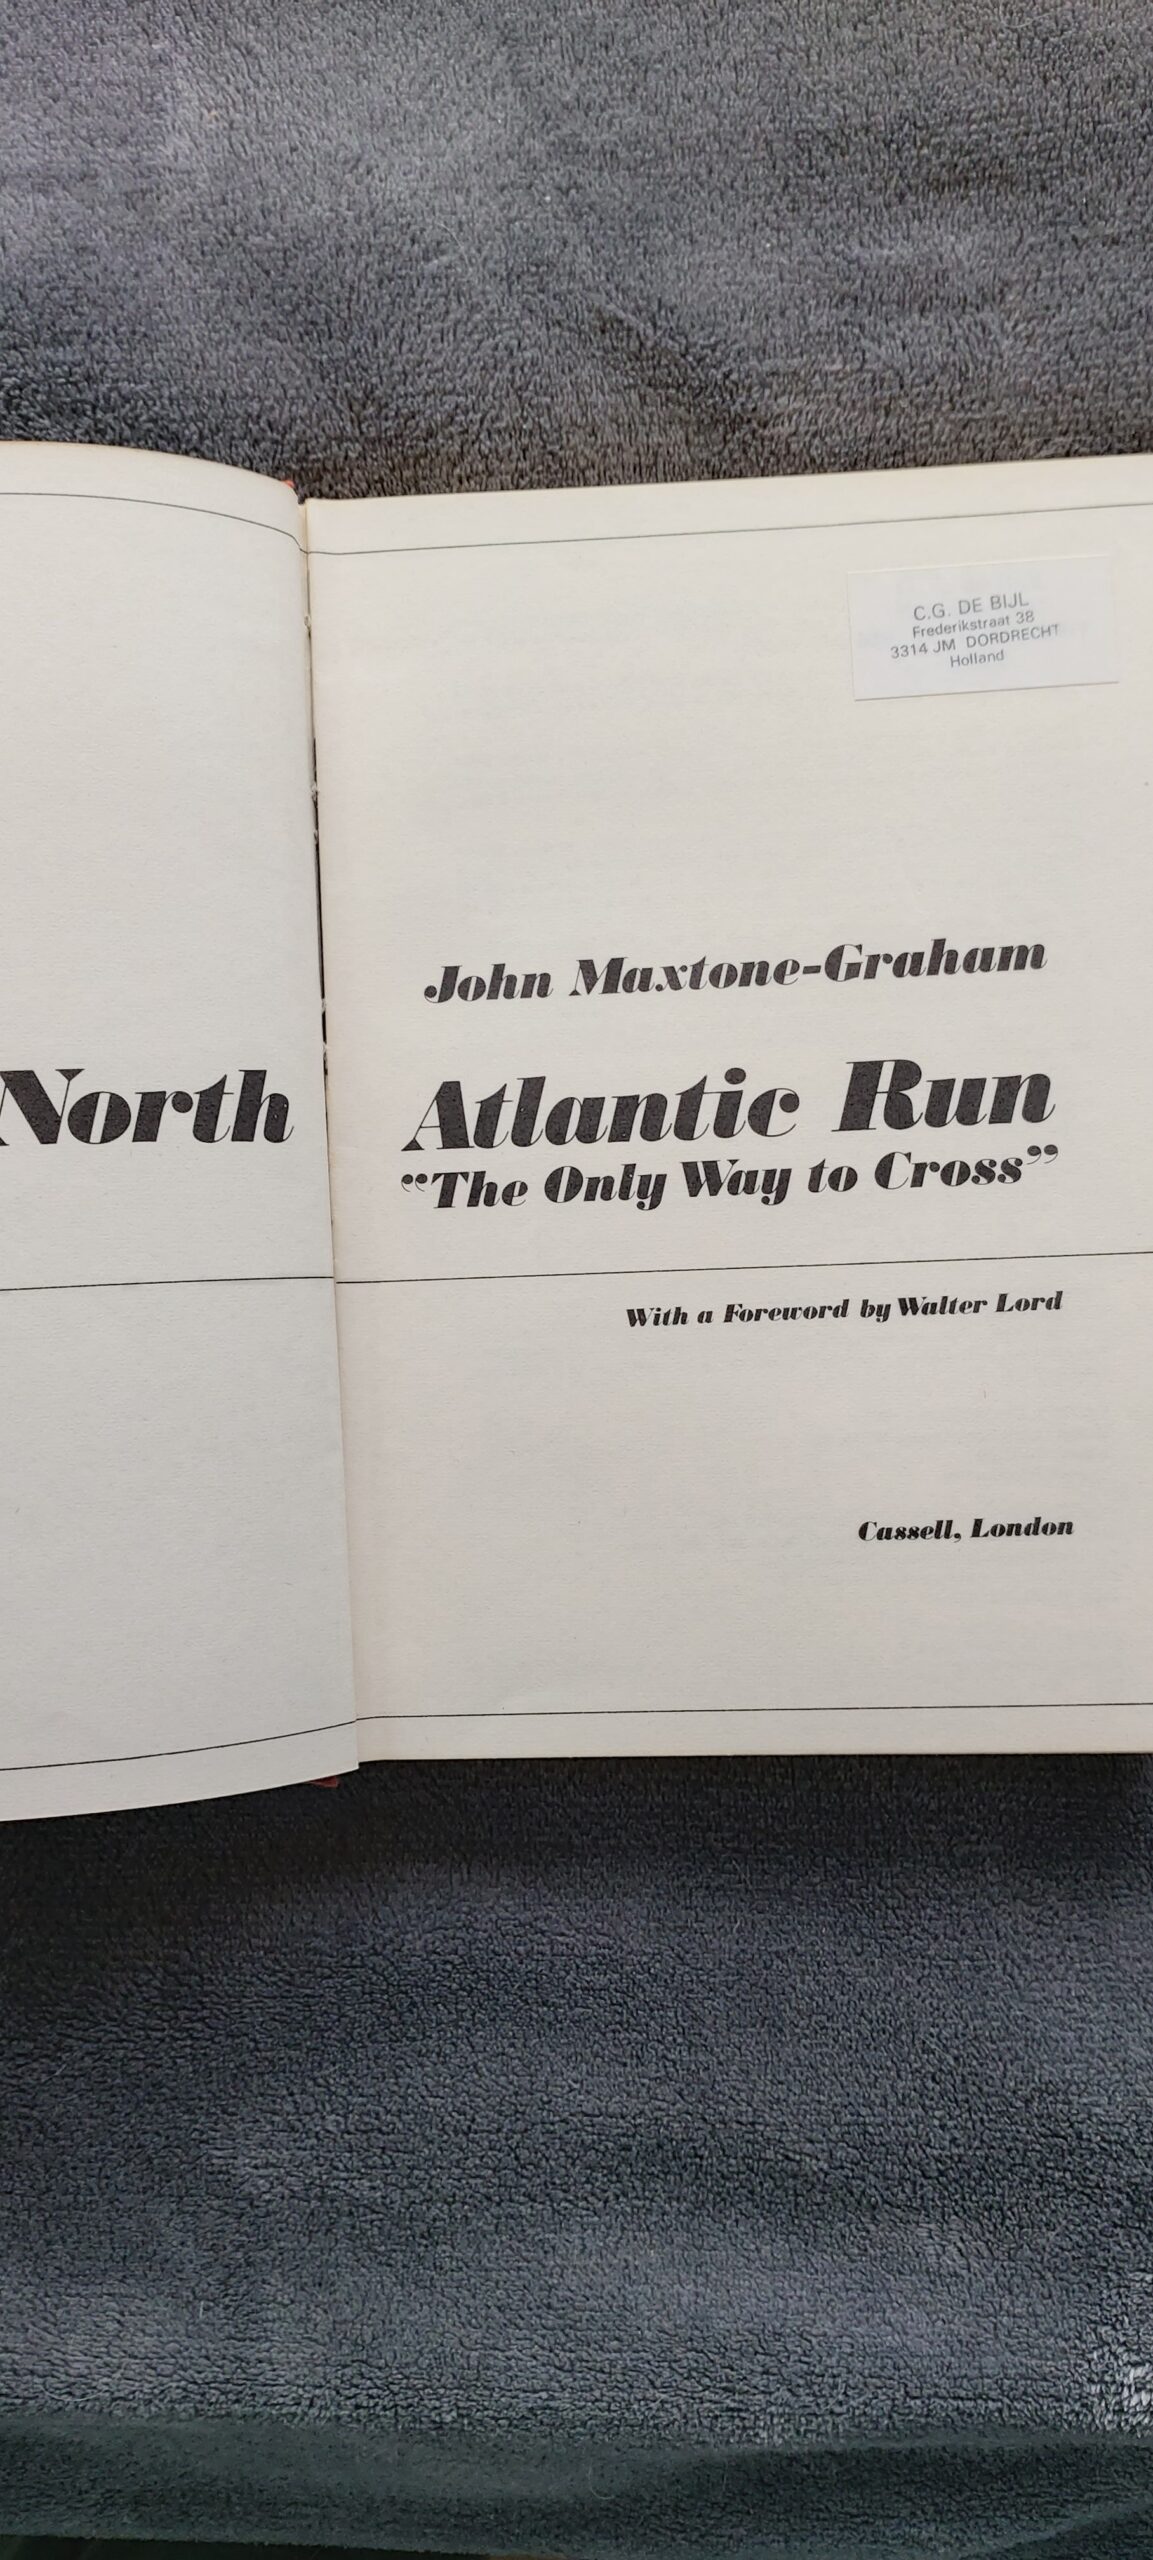 C.G. DE BIJL
Frederikstraat 38
3314 JM DORDRECHT
Holland
John Maxtone-Graham
North Atlantic Run
“The Only Way to Cross”
With a Foreword by Walter Lord
Cassell, London